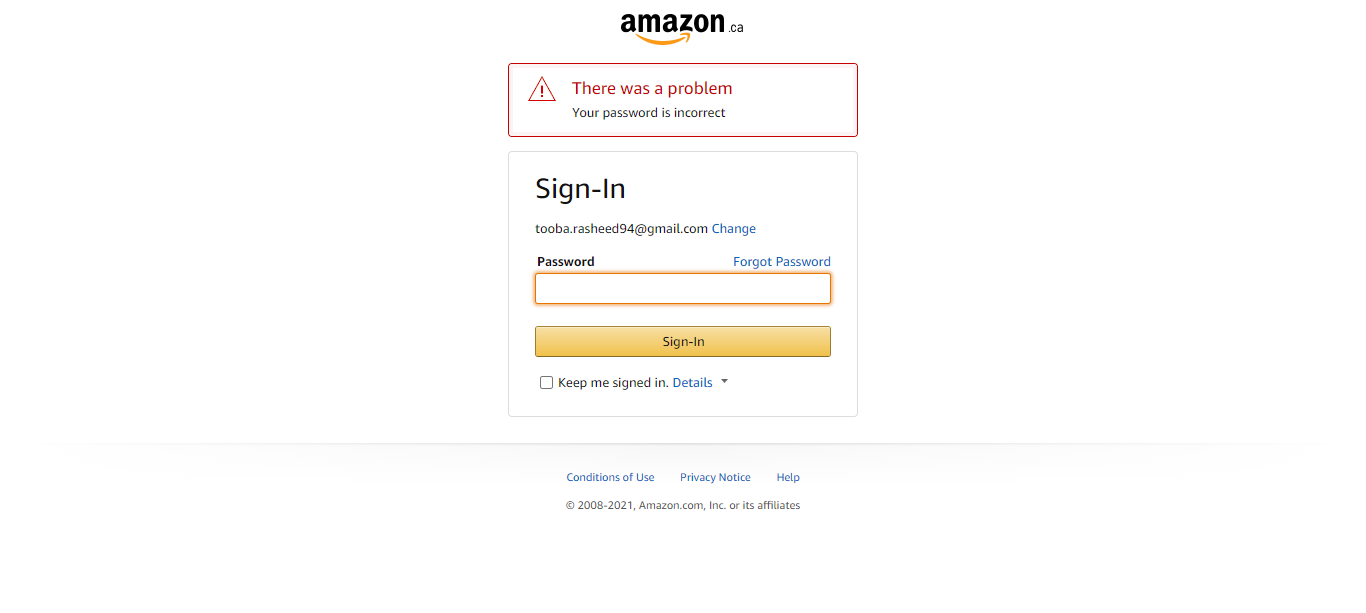 amazon.ca
There was a problem
Your password is incorrect
Sign-In
tooba.rasheed94@gmail.com Change
Password Forgot Password
Sign-In
Keep me signed in. Details
Conditions of Use Privacy Notice Help
© 2008-2021, Amazon.com, Inc. or its affiliates